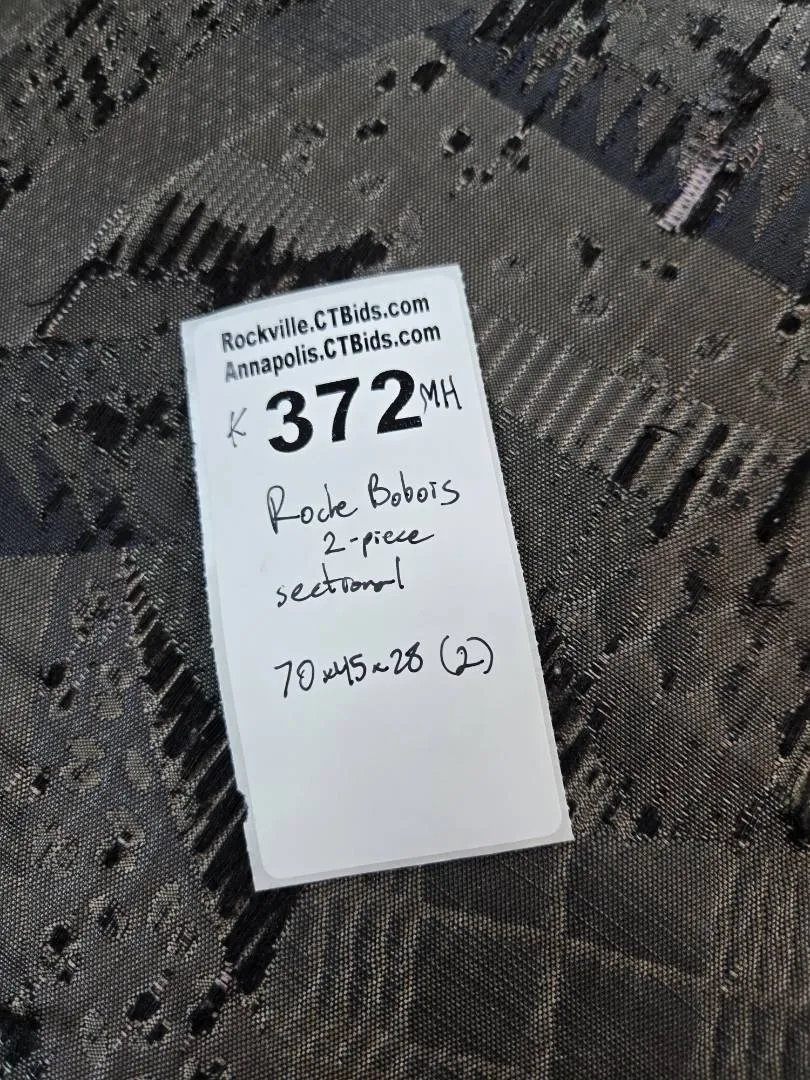 Rockville.CTBids.com
Annapolis.CTBids.com
K 372 MH
Roche Bobois
2-piece
sectional
70x45x28 (2)